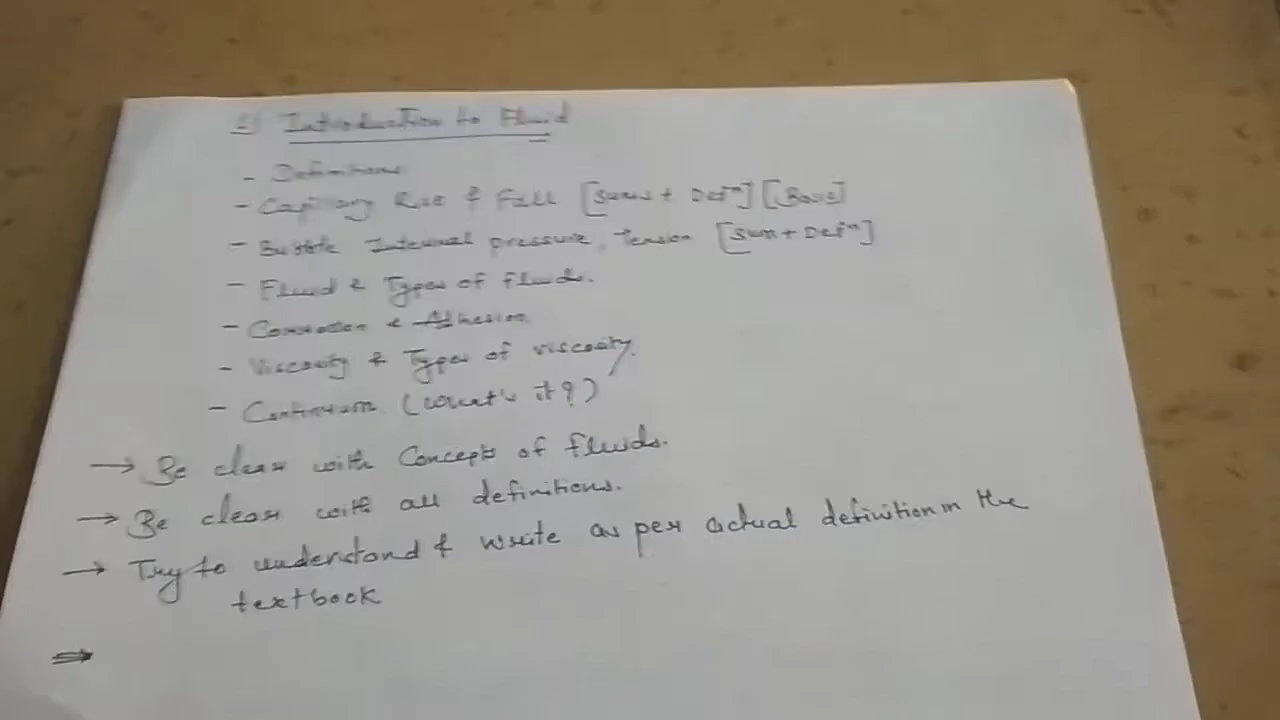 1) Introduction to Fluid
- Definitions
- Capillary Rise & Fall [Sums + Defⁿ] [Basic]
- Bubble Internal pressure, Tension [Sum + Defⁿ]
- Fluid & Types of fluids.
- & Adhesion
- Viscosity & Types of viscosity.
- Continuum (What's it?)
→ Be clear with Concepts of fluids.
→ Be clear with all definitions.
→ Try to understand & write as per actual definition in the
textbook
⇒